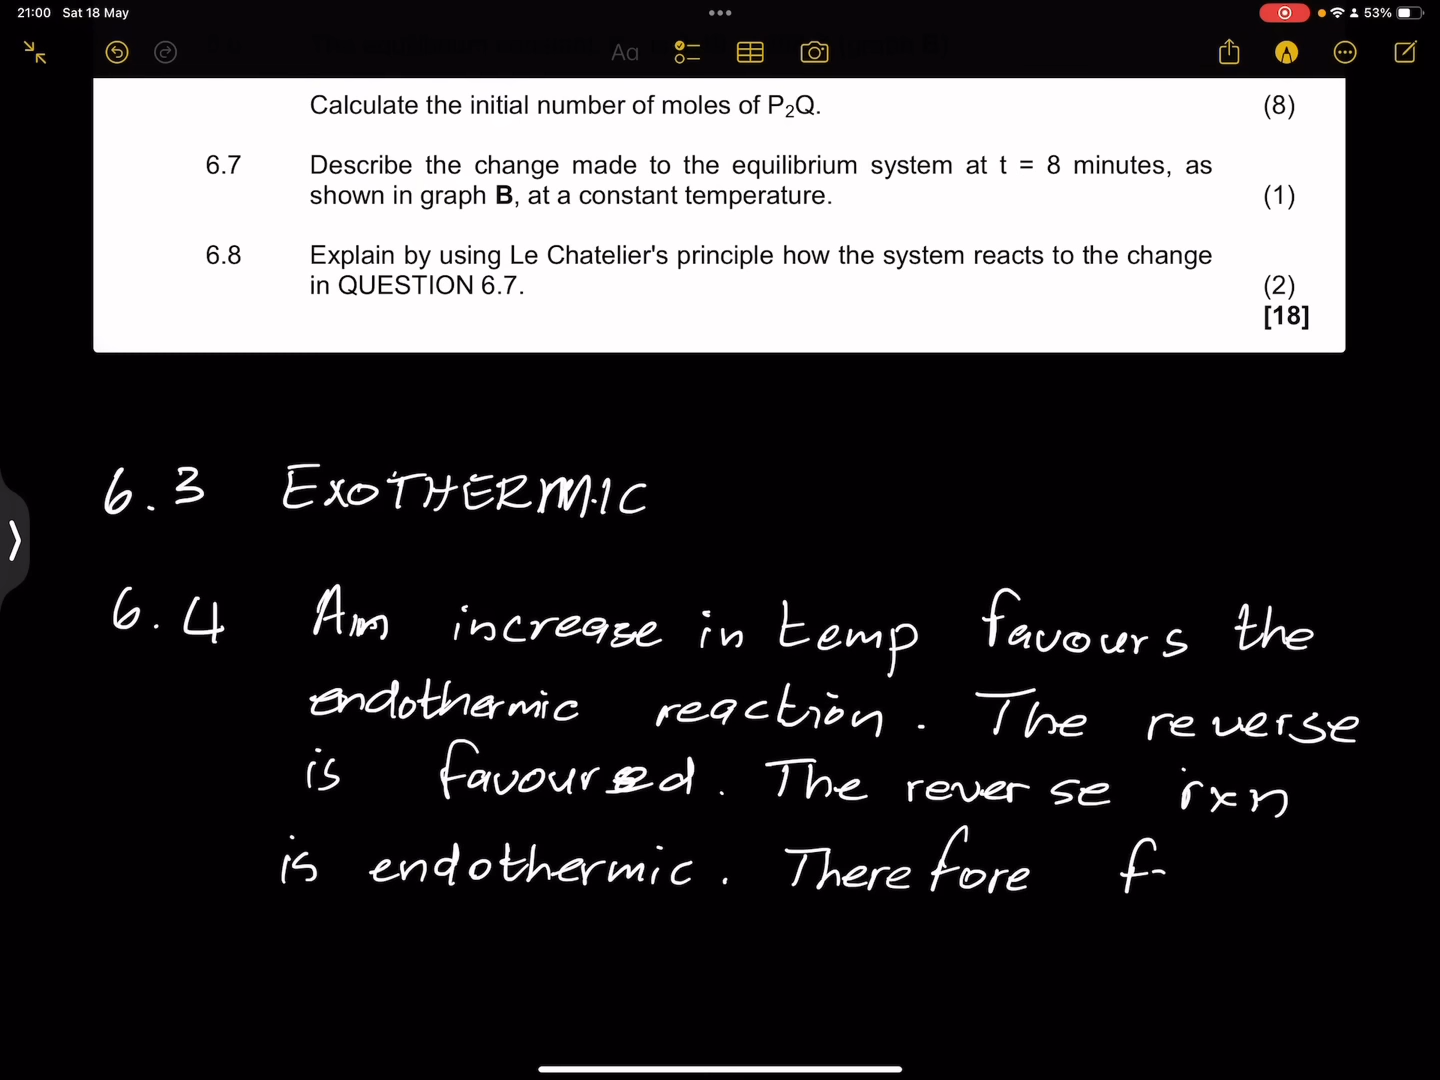 21:00 Sat 18 May
53%
Aa
Calculate the initial number of moles of P₂Q. (8)
6.7 Describe the change made to the equilibrium system at t = 8 minutes, as
shown in graph B, at a constant temperature. (1)
6.8 Explain by using Le Chatelier's principle how the system reacts to the change
in QUESTION 6.7. (2)
[18]
6.3 EXOTHERMIC
6.4 An increase in temp favours the
endothermic reaction. The reverse
is favoured. The reverse rxn
is endothermic. Therefore f